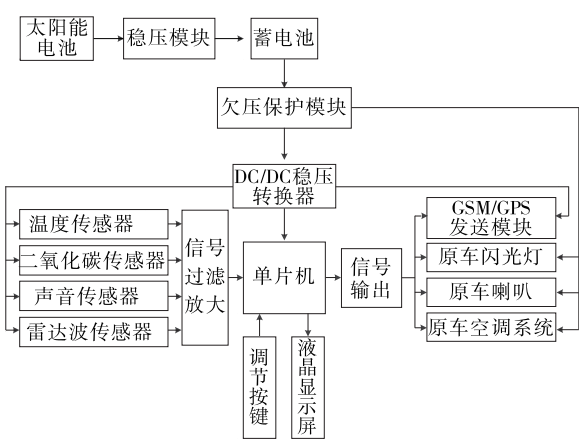 太阳能
电池
稳压模块
蓄电池
欠压保护模块
DC/DC稳压
转换器
温度传感器
二氧化碳传感器
声音传感器
雷达波传感器
信号
过滤
放大
单片机
信号
输出
GSM/GPS
发送模块
原车闪光灯
原车喇叭
原车空调系统
调节按键
液晶显示屏